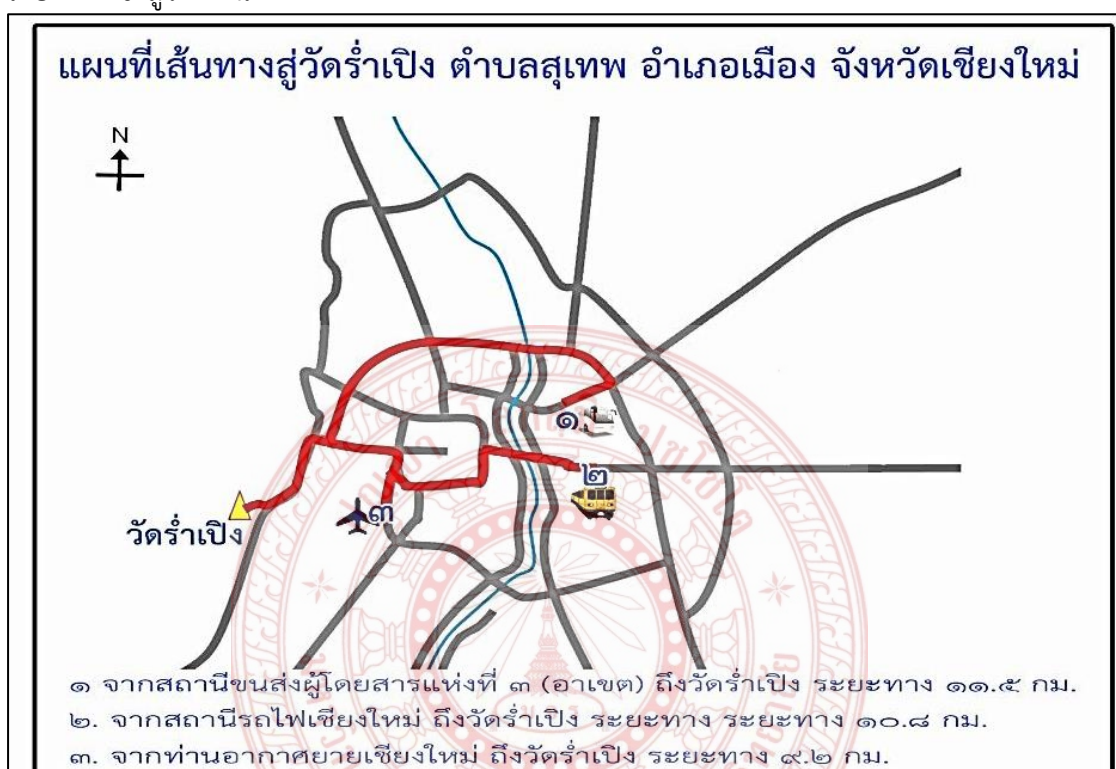 แผนที่เส้นทางสู่วัดร่ำเปิง ตำบลสุเทพ อำเภอเมือง จังหวัดเชียงใหม่
N
๑
๒
๓
วัดร่ำเปิง
๑ จากสถานีขนส่งผู้โดยสารแห่งที่ ๓ (อาเขต) ถึงวัดร่ำเปิง ระยะทาง ๑๑.๕ กม.
๒. จากสถานีรถไฟเชียงใหม่ ถึงวัดร่ำเปิง ระยะทาง ระยะทาง ๑๐.๘ กม.
๓. จากท่านอากาศยายเชียงใหม่ ถึงวัดร่ำเปิง ระยะทาง ๙.๒ กม.